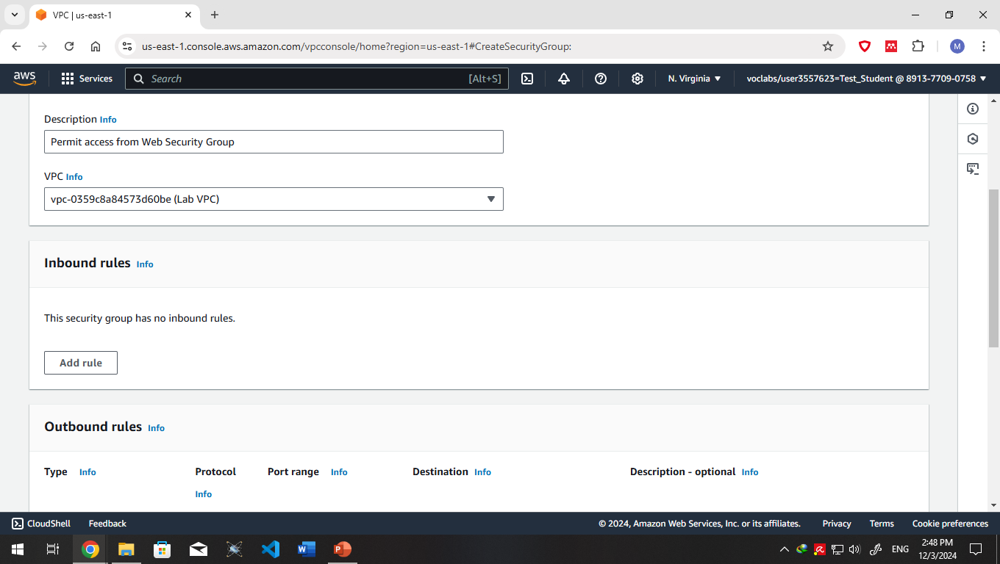 VPC | us-east-1
us-east-1.console.aws.amazon.com/vpcconsole/home?region=us-east-1#CreateSecurityGroup:
M
aws
Services
Search
[Alt+S]
N. Virginia
voclabs/user3557623=Test_Student @ 8913-7709-0758
Description Info
Permit access from Web Security Group
VPC Info
vpc-0359c8a84573d60be (Lab VPC)
Inbound rules Info
This security group has no inbound rules.
Add rule
Outbound rules Info
Type Info Protocol Port range Info Destination Info Description - optional Info
Info
CloudShell Feedback © 2024, Amazon Web Services, Inc. or its affiliates. Privacy Terms Cookie preferences
ENG
2:48 PM
12/3/2024